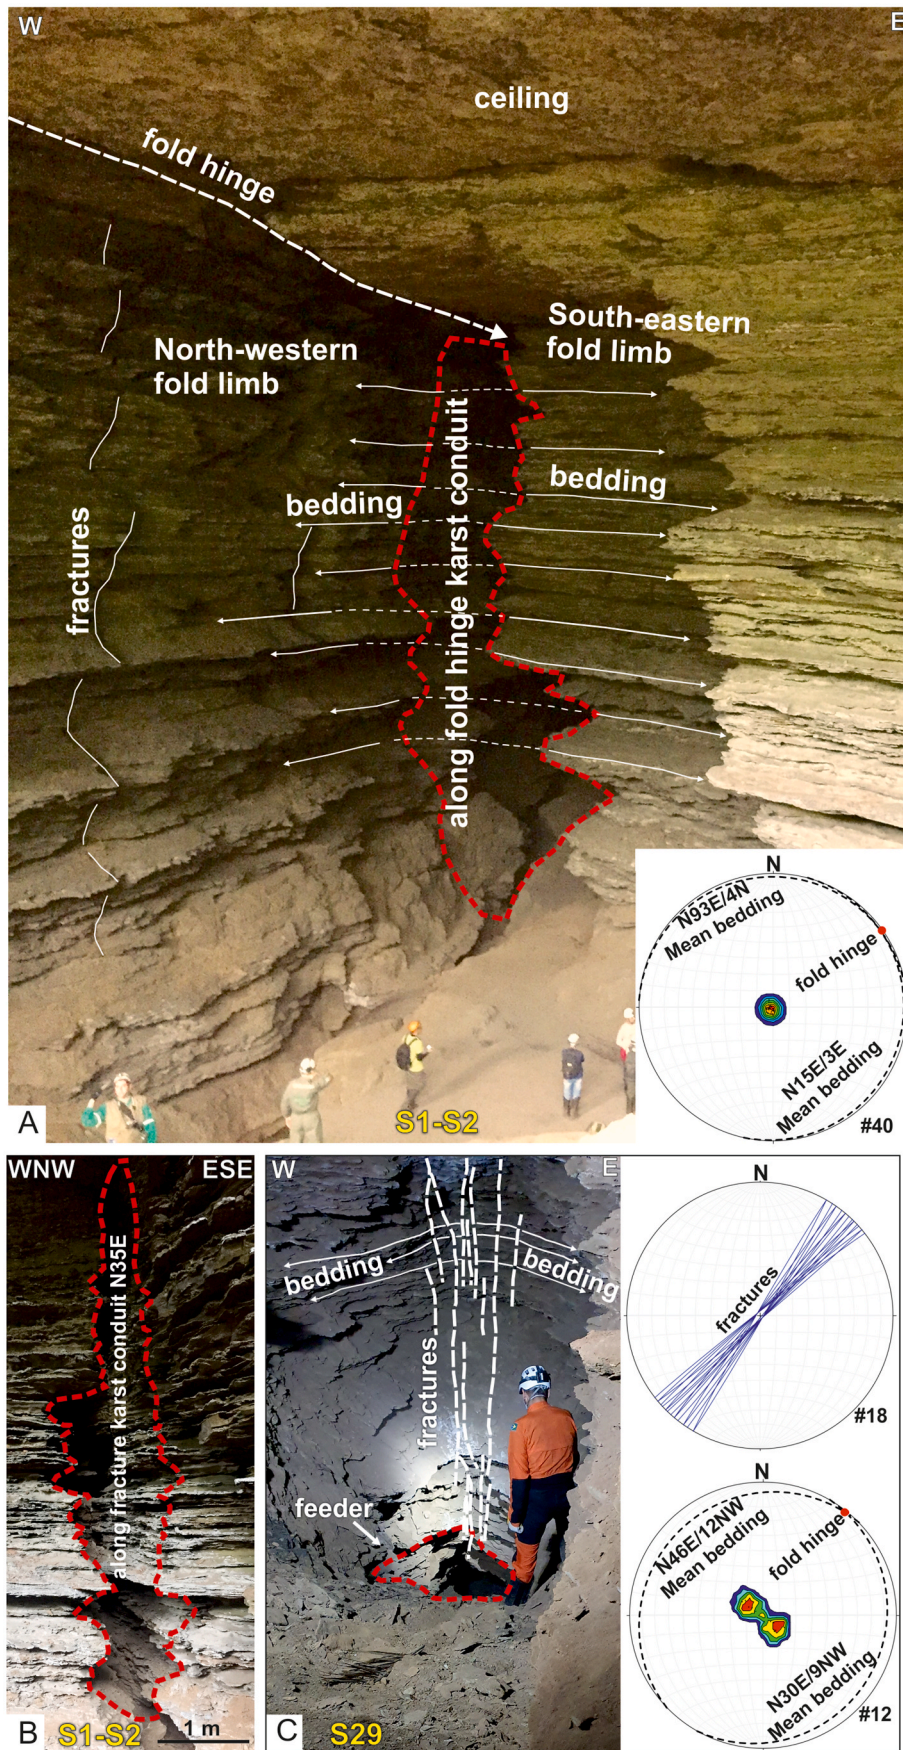 W
E
ceiling
fold hinge
South-eastern
fold limb
North-western
fold limb
bedding
bedding
fractures
along fold hinge karst conduit
N
N93E/4N
Mean bedding
fold hinge
N15E/3E
Mean bedding
#40
A
S1-S2
WNW
ESE
along fracture karst conduit N35E
B
S1-S2
1 m
W
E
bedding
bedding
fractures
feeder
C
S29
N
fractures
#18
N
N46E/12NW
Mean bedding
fold hinge
N30E/9NW
Mean bedding
#12